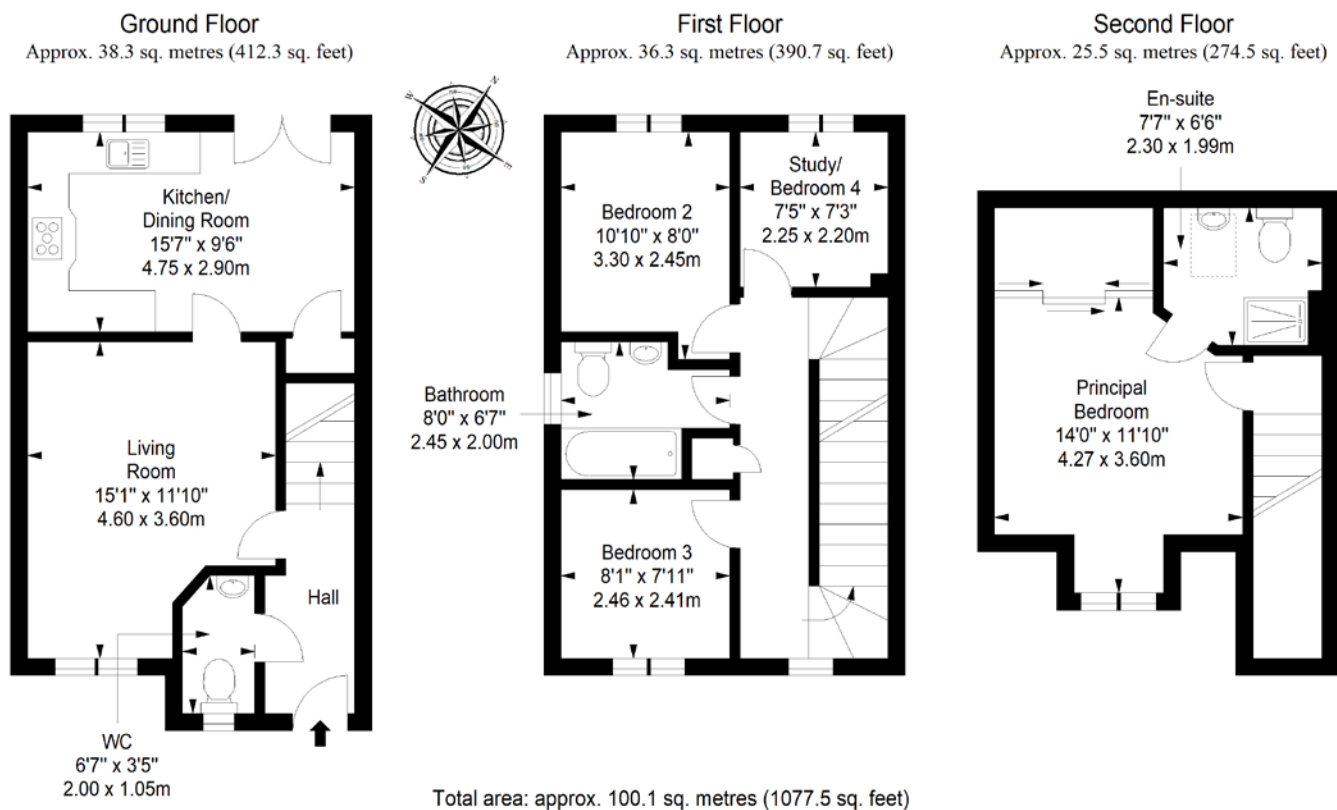 Ground Floor
Approx. 38.3 sq. metres (412.3 sq. feet)
First Floor
Approx. 36.3 sq. metres (390.7 sq. feet)
Second Floor
Approx. 25.5 sq. metres (274.5 sq. feet)
N
E
S
W
Kitchen/
Dining Room
15'7" x 9'6"
4.75 x 2.90m
Living
Room
15'1" x 11'10"
4.60 x 3.60m
Hall
WC
6'7" x 3'5"
2.00 x 1.05m
Bedroom 2
10'10" x 8'0"
3.30 x 2.45m
Study/
Bedroom 4
7'5" x 7'3"
2.25 x 2.20m
Bathroom
8'0" x 6'7"
2.45 x 2.00m
Bedroom 3
8'1" x 7'11"
2.46 x 2.41m
En-suite
7'7" x 6'6"
2.30 x 1.99m
Principal
Bedroom
14'0" x 11'10"
4.27 x 3.60m
Total area: approx. 100.1 sq. metres (1077.5 sq. feet)